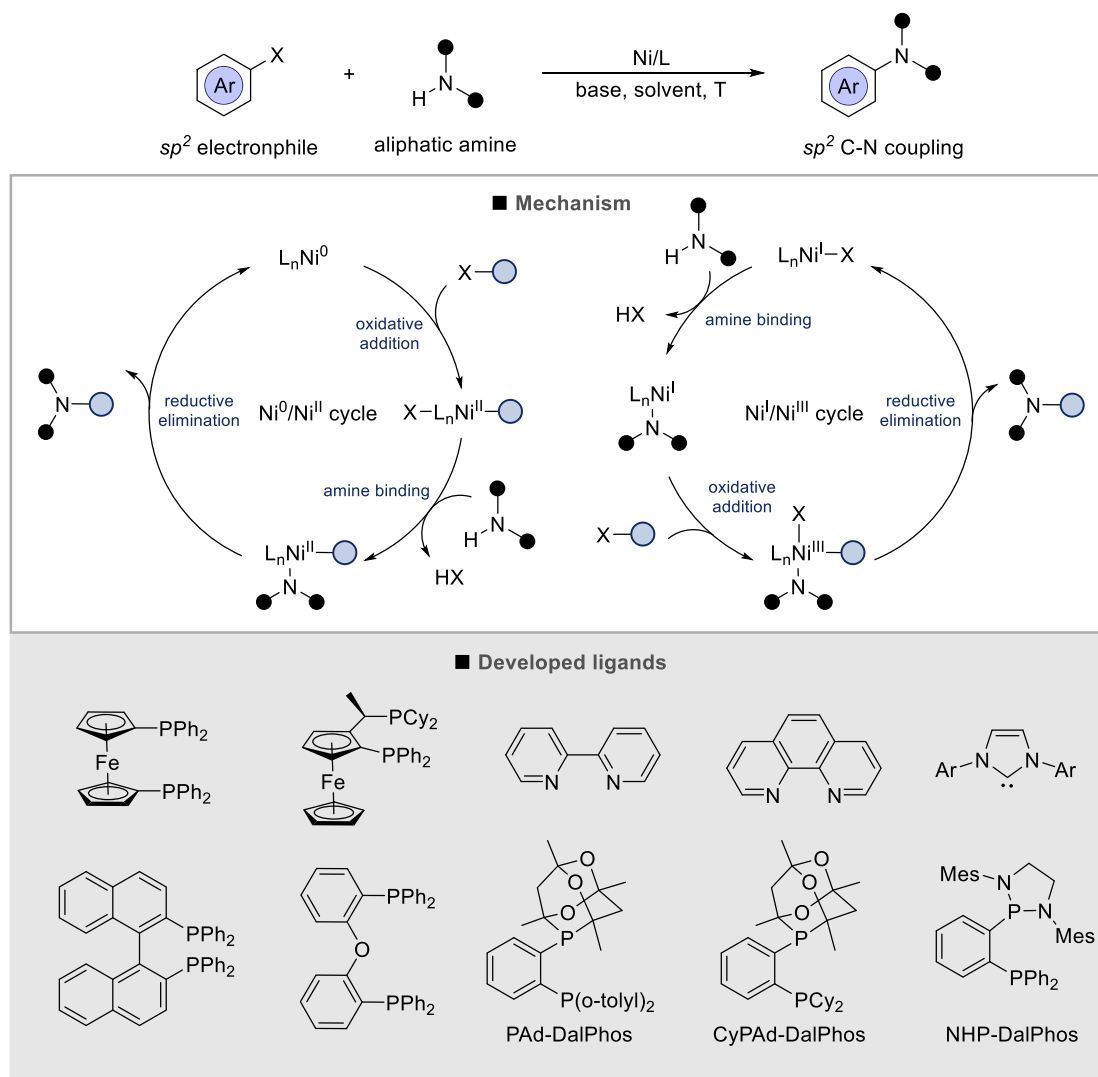 Ar
X
+
H
N
Ni/L
base, solvent, T
Ar
N
sp² electronphile
aliphatic amine
sp² C-N coupling
■ Mechanism
LnNi⁰
X
oxidative
addition
X-LnNiᴵᴵ
amine binding
H
N
HX
LnNiᴵᴵ
N
reductive
elimination
N
Ni⁰/Niᴵᴵ cycle
H
N
LnNiᴵ-X
HX
amine binding
LnNiᴵ
N
Niᴵ/Niᴵᴵᴵ cycle
oxidative
addition
X
X
LnNiᴵᴵᴵ
N
reductive
elimination
N
■ Developed ligands
PPh₂
Fe
PPh₂
PCy₂
PPh₂
Fe
N
N
N
N
Ar
N
N
Ar
PPh₂
PPh₂
PPh₂
O
PPh₂
O
O
O
P
P(o-tolyl)₂
PAd-DalPhos
O
O
O
P
PCy₂
CyPAd-DalPhos
Mes
N
P
N
Mes
PPh₂
NHP-DalPhos